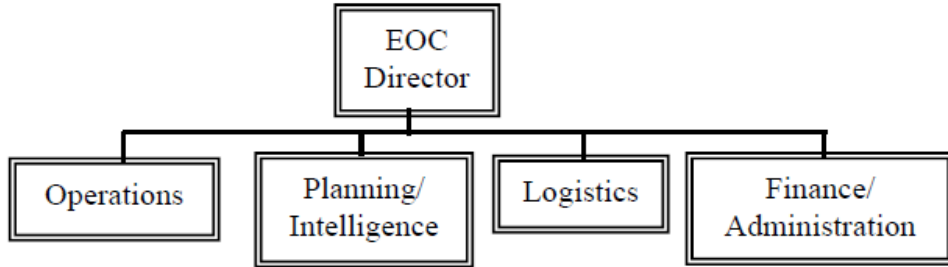 EOC
Director
Operations
Planning/
Intelligence
Logistics
Finance/
Administration